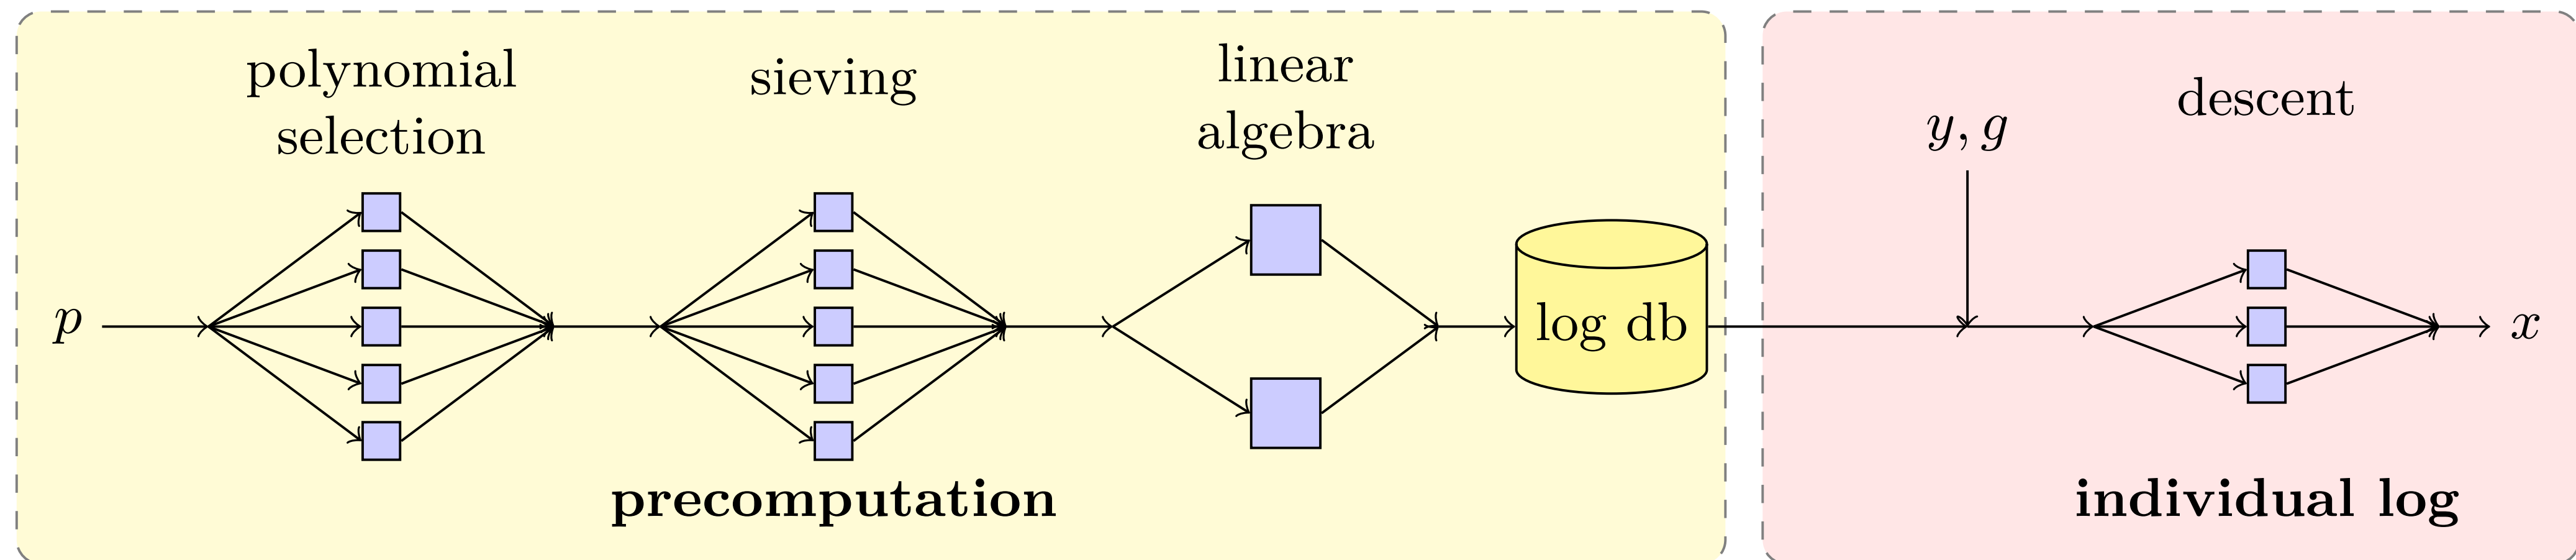 polynomial
selection
sieving
linear
algebra
p
log db
precomputation
y, g
descent
x
individual log